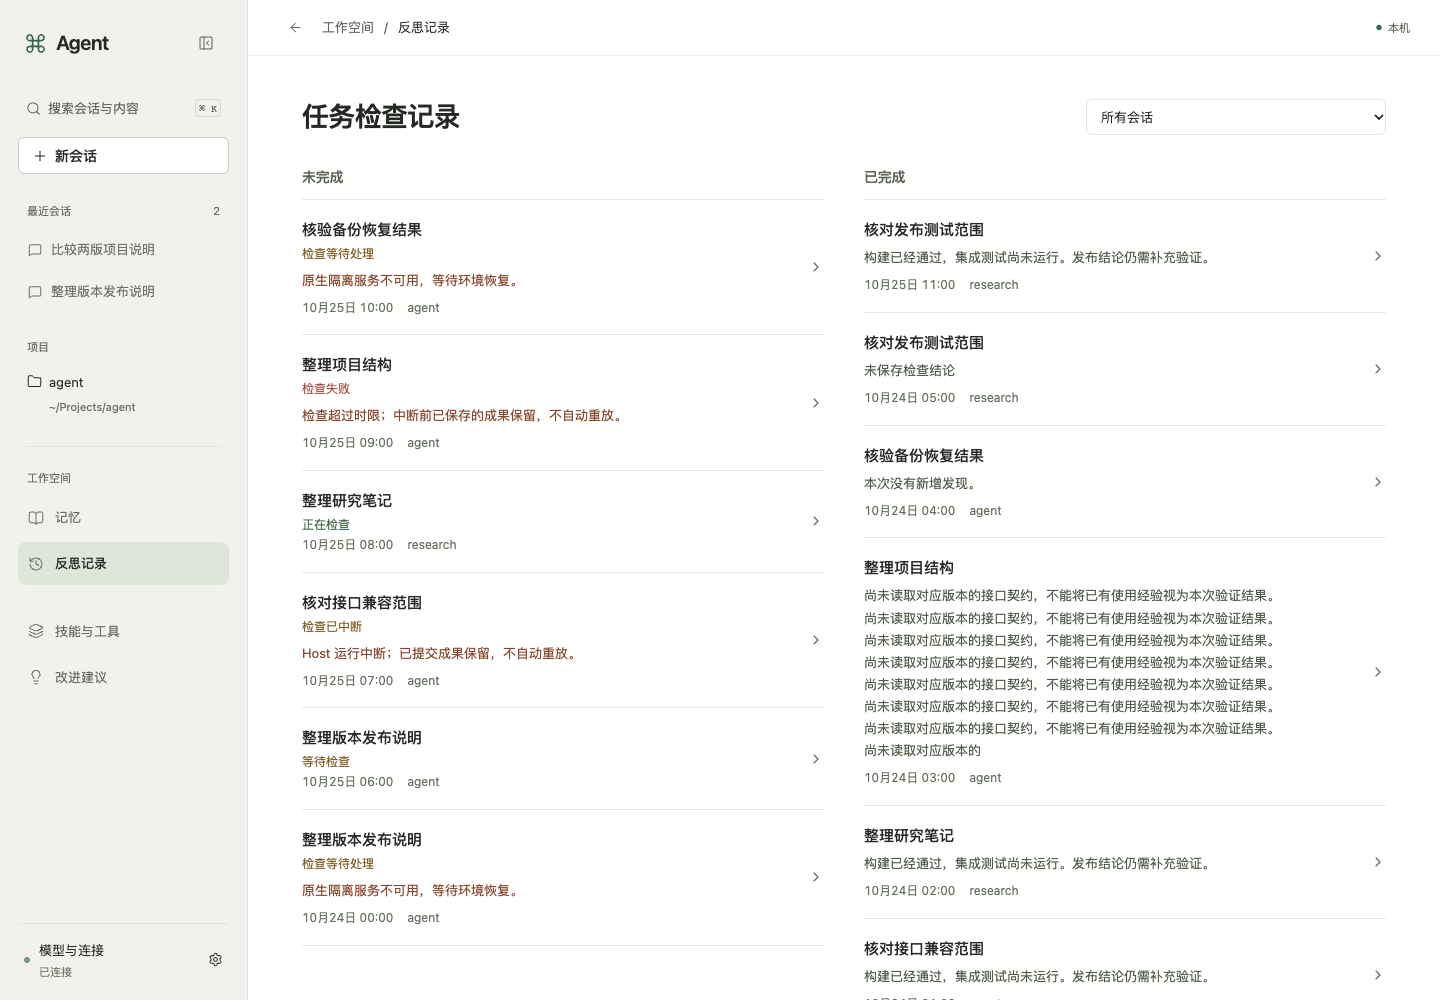 Agent
搜索会话与内容
⌘ K
新会话
最近会话 2
比较两版项目说明
整理版本发布说明
项目
agent
~/Projects/agent
工作空间
记忆
反思记录
技能与工具
改进建议
模型与连接
已连接
工作空间 / 反思记录
本机
任务检查记录
所有会话
未完成
核验备份恢复结果
检查等待处理
原生隔离服务不可用，等待环境恢复。
10月25日 10:00 agent
整理项目结构
检查失败
检查超过时限；中断前已保存的成果保留，不自动重放。
10月25日 09:00 agent
整理研究笔记
正在检查
10月25日 08:00 research
核对接口兼容范围
检查已中断
Host 运行中断；已提交成果保留，不自动重放。
10月25日 07:00 agent
整理版本发布说明
等待检查
10月25日 06:00 agent
整理版本发布说明
检查等待处理
原生隔离服务不可用，等待环境恢复。
10月24日 00:00 agent
已完成
核对发布测试范围
构建已经通过，集成测试尚未运行。发布结论仍需补充验证。
10月25日 11:00 research
核对发布测试范围
未保存检查结论
10月24日 05:00 research
核验备份恢复结果
本次没有新增发现。
10月24日 04:00 agent
整理项目结构
尚未读取对应版本的接口契约，不能将已有使用经验视为本次验证结果。
尚未读取对应版本的接口契约，不能将已有使用经验视为本次验证结果。
尚未读取对应版本的接口契约，不能将已有使用经验视为本次验证结果。
尚未读取对应版本的接口契约，不能将已有使用经验视为本次验证结果。
尚未读取对应版本的接口契约，不能将已有使用经验视为本次验证结果。
尚未读取对应版本的接口契约，不能将已有使用经验视为本次验证结果。
尚未读取对应版本的接口契约，不能将已有使用经验视为本次验证结果。
尚未读取对应版本的
10月24日 03:00 agent
整理研究笔记
构建已经通过，集成测试尚未运行。发布结论仍需补充验证。
10月24日 02:00 research
核对接口兼容范围
构建已经通过，集成测试尚未运行。发布结论仍需补充验证。